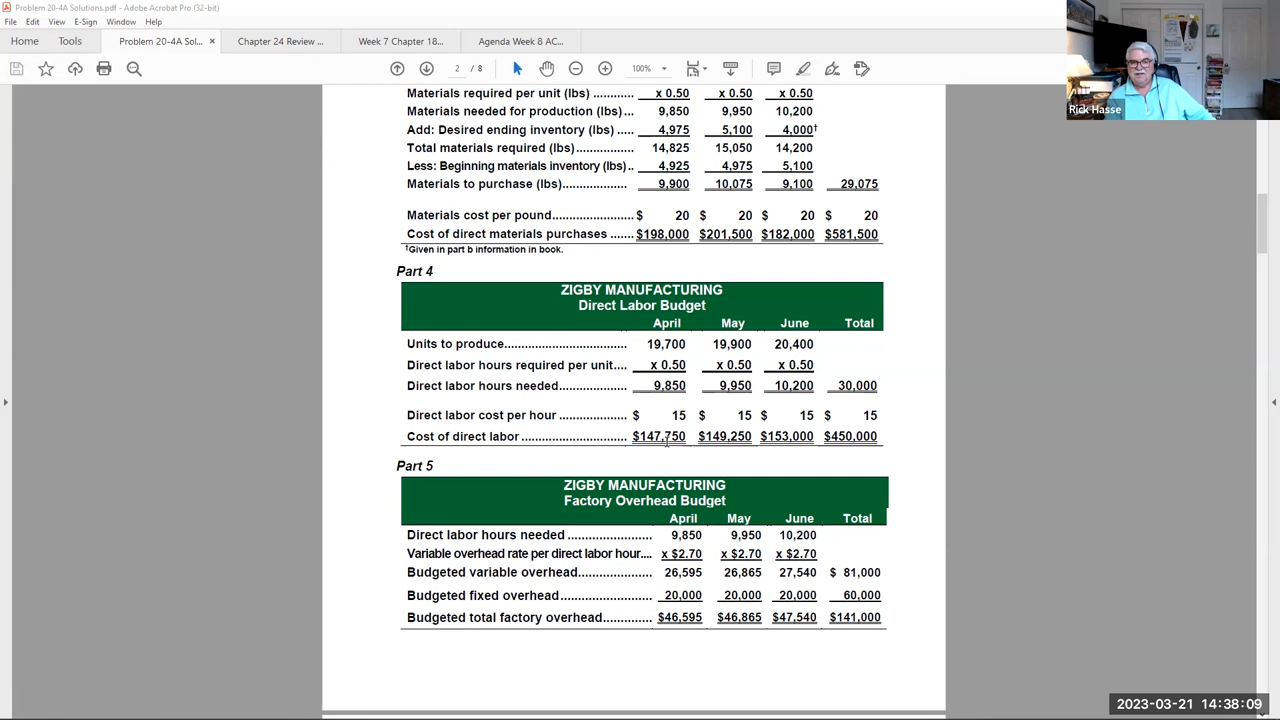 Problem 20-4A Solutions.pdf - Adobe Acrobat Pro (32-bit)
File Edit View E-Sign Window Help
Home Tools Problem 20-4A Sol... × Chapter 24 Review ... Week 7 Chapter 18... Agenda Week 8 AC...
2 100%
Rick Hasse
Materials required per unit (lbs) ............ x 0.50 x 0.50 x 0.50
Materials needed for production (lbs)... 9,850 9,950 10,200
Add: Desired ending inventory (lbs) ..... 4,975 5,100 4,000†
Total materials required (lbs)................. 14,825 15,050 14,200
Less: Beginning materials inventory (lbs) .. 4,925 4,975 5,100
Materials to purchase (lbs).................. 9,900 10,075 9,100 29,075
Materials cost per pound....................... $ 20 $ 20 $ 20 $ 20
Cost of direct materials purchases ....... $198,000 $201,500 $182,000 $581,500
†Given in part b information in book.
Part 4
ZIGBY MANUFACTURING
Direct Labor Budget
April May June Total
Units to produce................................... 19,700 19,900 20,400
Direct labor hours required per unit.... x 0.50 x 0.50 x 0.50
Direct labor hours needed................... 9,850 9,950 10,200 30,000
Direct labor cost per hour ................... $ 15 $ 15 $ 15 $ 15
Cost of direct labor .............................. $147,750 $149,250 $153,000 $450,000
Part 5
ZIGBY MANUFACTURING
Factory Overhead Budget
April May June Total
Direct labor hours needed ....................... 9,850 9,950 10,200
Variable overhead rate per direct labor hour.... x $2.70 x $2.70 x $2.70
Budgeted variable overhead..................... 26,595 26,865 27,540 $ 81,000
Budgeted fixed overhead......................... 20,000 20,000 20,000 60,000
Budgeted total factory overhead............. $46,595 $46,865 $47,540 $141,000
2023-03-21 14:38:09